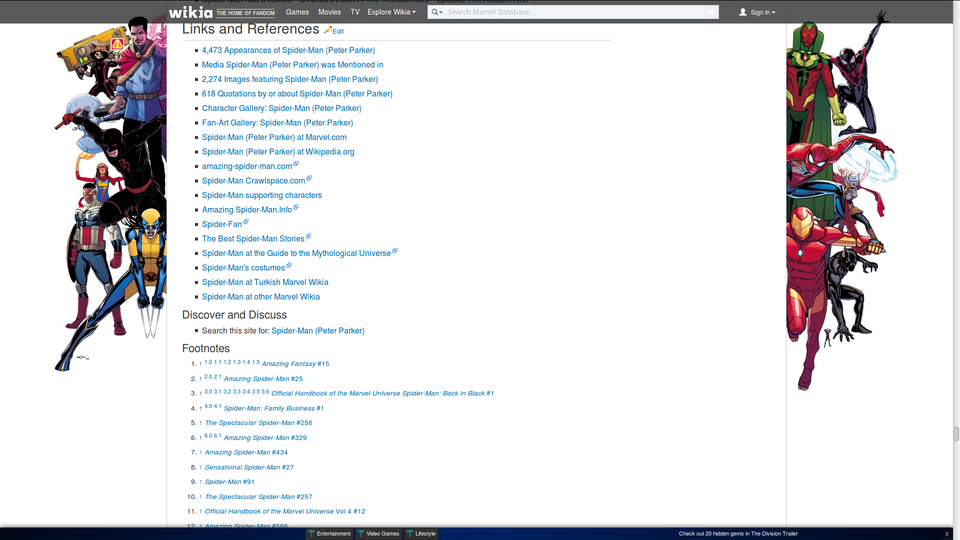 wikia THE HOME OF FANDOM Games Movies TV Explore Wikia Search Marvel Database... Sign In
Links and References Edit
4,473 Appearances of Spider-Man (Peter Parker)
Media Spider-Man (Peter Parker) was Mentioned in
2,274 Images featuring Spider-Man (Peter Parker)
618 Quotations by or about Spider-Man (Peter Parker)
Character Gallery: Spider-Man (Peter Parker)
Fan-Art Gallery: Spider-Man (Peter Parker)
Spider-Man (Peter Parker) at Marvel.com
Spider-Man (Peter Parker) at Wikipedia.org
amazing-spider-man.com
Spider-Man Crawlspace.com
Spider-Man supporting characters
Amazing Spider-Man.Info
Spider-Fan
The Best Spider-Man Stories
Spider-Man at the Guide to the Mythological Universe
Spider-Man's costumes
Spider-Man at Turkish Marvel Wikia
Spider-Man at other Marvel Wikia
Discover and Discuss
Search this site for: Spider-Man (Peter Parker)
Footnotes
1. ↑ 1.0 1.1 1.2 1.3 1.4 1.5 Amazing Fantasy #15
2. ↑ 2.0 2.1 Amazing Spider-Man #25
3. ↑ 3.0 3.1 3.2 3.3 3.4 3.5 3.6 Official Handbook of the Marvel Universe Spider-Man: Back in Black #1
4. ↑ 4.0 4.1 Spider-Man: Family Business #1
5. ↑ The Spectacular Spider-Man #256
6. ↑ 6.0 6.1 Amazing Spider-Man #329
7. ↑ Amazing Spider-Man #434
8. ↑ Sensational Spider-Man #27
9. ↑ Spider-Man #91
10. ↑ The Spectacular Spider-Man #257
11. ↑ Official Handbook of the Marvel Universe Vol 4 #12
12. ↑ Amazing Spider-Man
Entertainment Video Games Lifestyle Check out 20 hidden gems in The Division Trailer